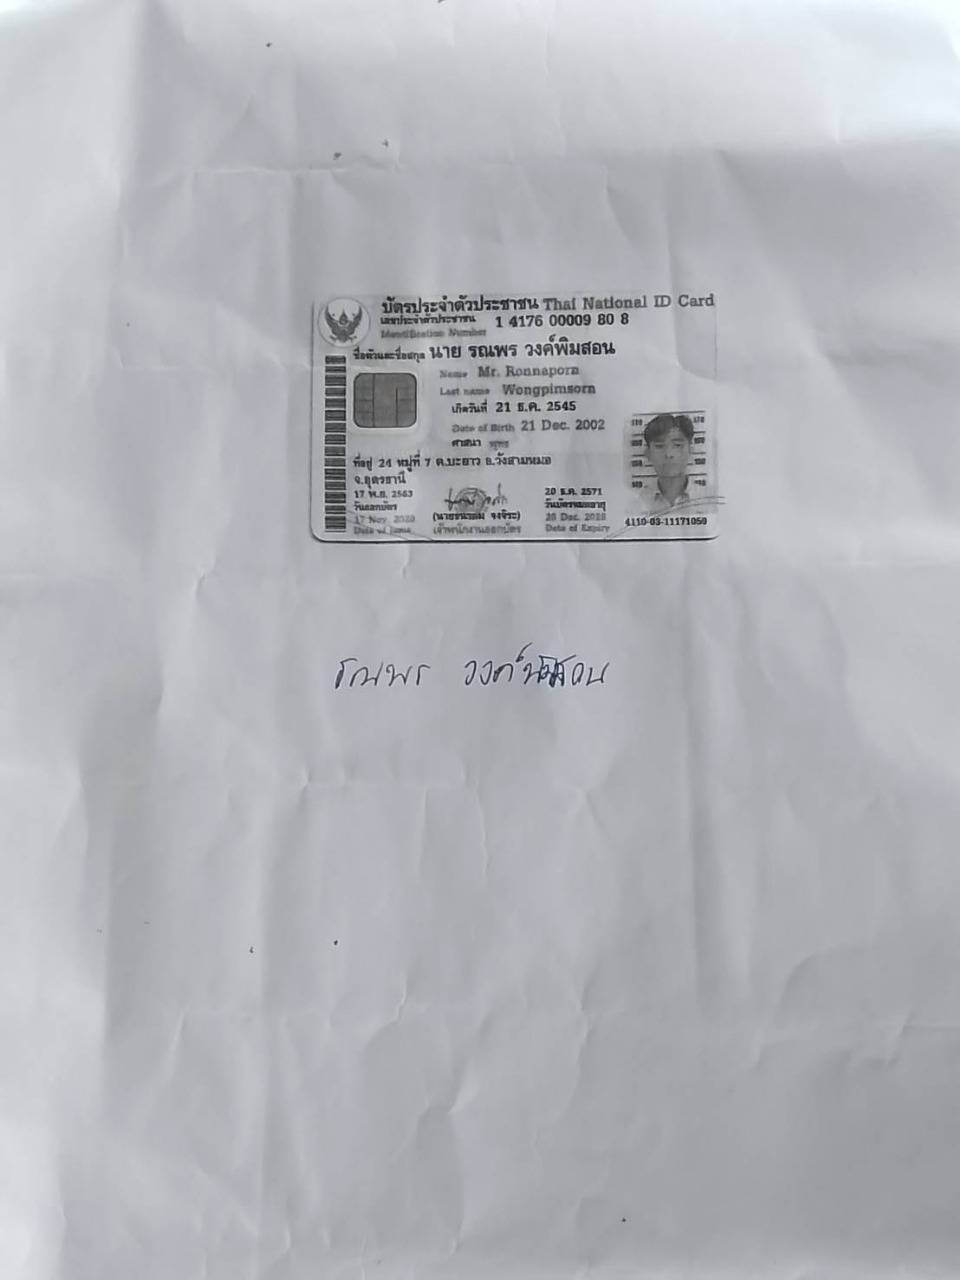 บัตรประจำตัวประชาชน Thai National ID Card
เลขประจำตัวประชาชน 1 4176 00009 80 8
Identification Number
ชื่อตัวและชื่อสกุล นาย รณพร วงค์พิมสอน
Name Mr. Ronnaporn
Last name Wongpimsorn
เกิดวันที่ 21 ธ.ค. 2545
Date of Birth 21 Dec. 2002
ศาสนา พุทธ
ที่อยู่ 24 หมู่ที่ 7 ต.บะยาว อ.วังสามหมอ
จ.อุดรธานี
17 พ.ย. 2563
วันออกบัตร
17 Nov. 2020
Date of Issue
เจ้าพนักงานออกบัตร
20 ธ.ค. 2571
วันบัตรหมดอายุ
20 Dec. 2028
Date of Expiry
4110-03-11171050
รณพร วงค์พิมสอน